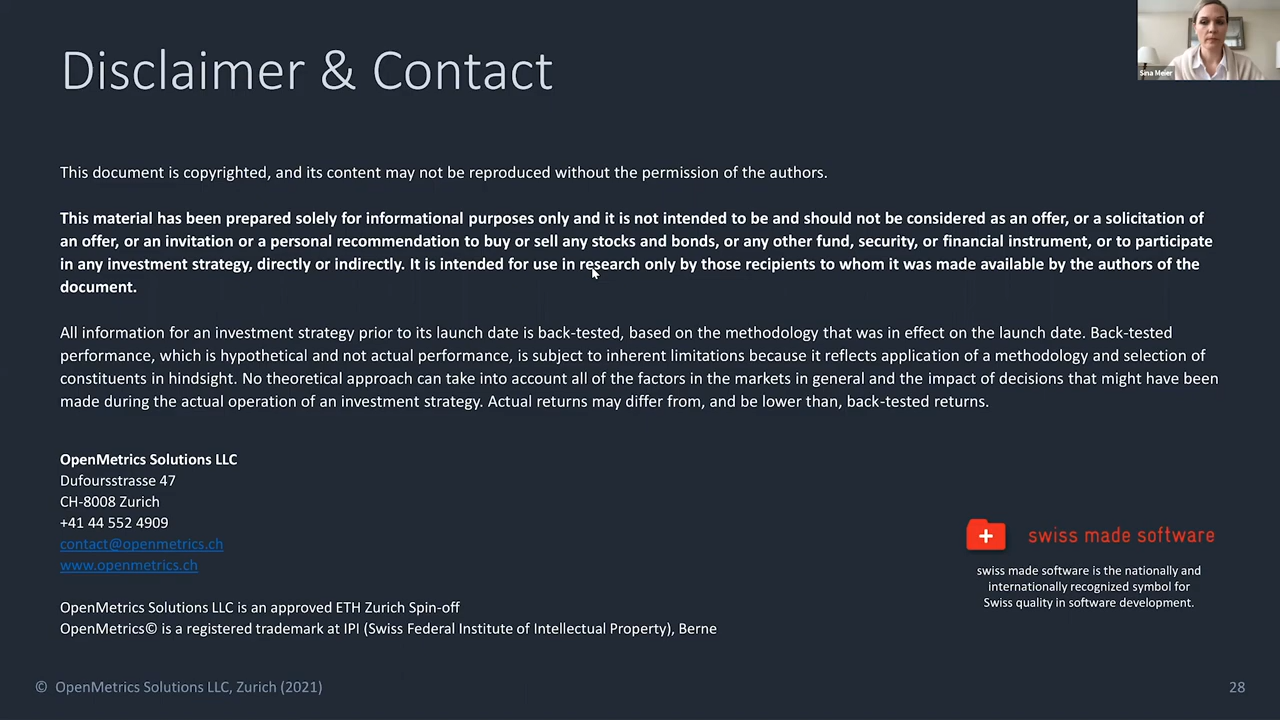 Disclaimer & Contact
Sina Meier
This document is copyrighted, and its content may not be reproduced without the permission of the authors.
This material has been prepared solely for informational purposes only and it is not intended to be and should not be considered as an offer, or a solicitation of
an offer, or an invitation or a personal recommendation to buy or sell any stocks and bonds, or any other fund, security, or financial instrument, or to participate
in any investment strategy, directly or indirectly. It is intended for use in research only by those recipients to whom it was made available by the authors of the
document.
All information for an investment strategy prior to its launch date is back-tested, based on the methodology that was in effect on the launch date. Back-tested
performance, which is hypothetical and not actual performance, is subject to inherent limitations because it reflects application of a methodology and selection of
constituents in hindsight. No theoretical approach can take into account all of the factors in the markets in general and the impact of decisions that might have been
made during the actual operation of an investment strategy. Actual returns may differ from, and be lower than, back-tested returns.
OpenMetrics Solutions LLC
Dufoursstrasse 47
CH-8008 Zurich
+41 44 552 4909
contact@openmetrics.ch
www.openmetrics.ch
swiss made software
swiss made software is the nationally and
internationally recognized symbol for
Swiss quality in software development.
OpenMetrics Solutions LLC is an approved ETH Zurich Spin-off
OpenMetrics© is a registered trademark at IPI (Swiss Federal Institute of Intellectual Property), Berne
© OpenMetrics Solutions LLC, Zurich (2021)
28